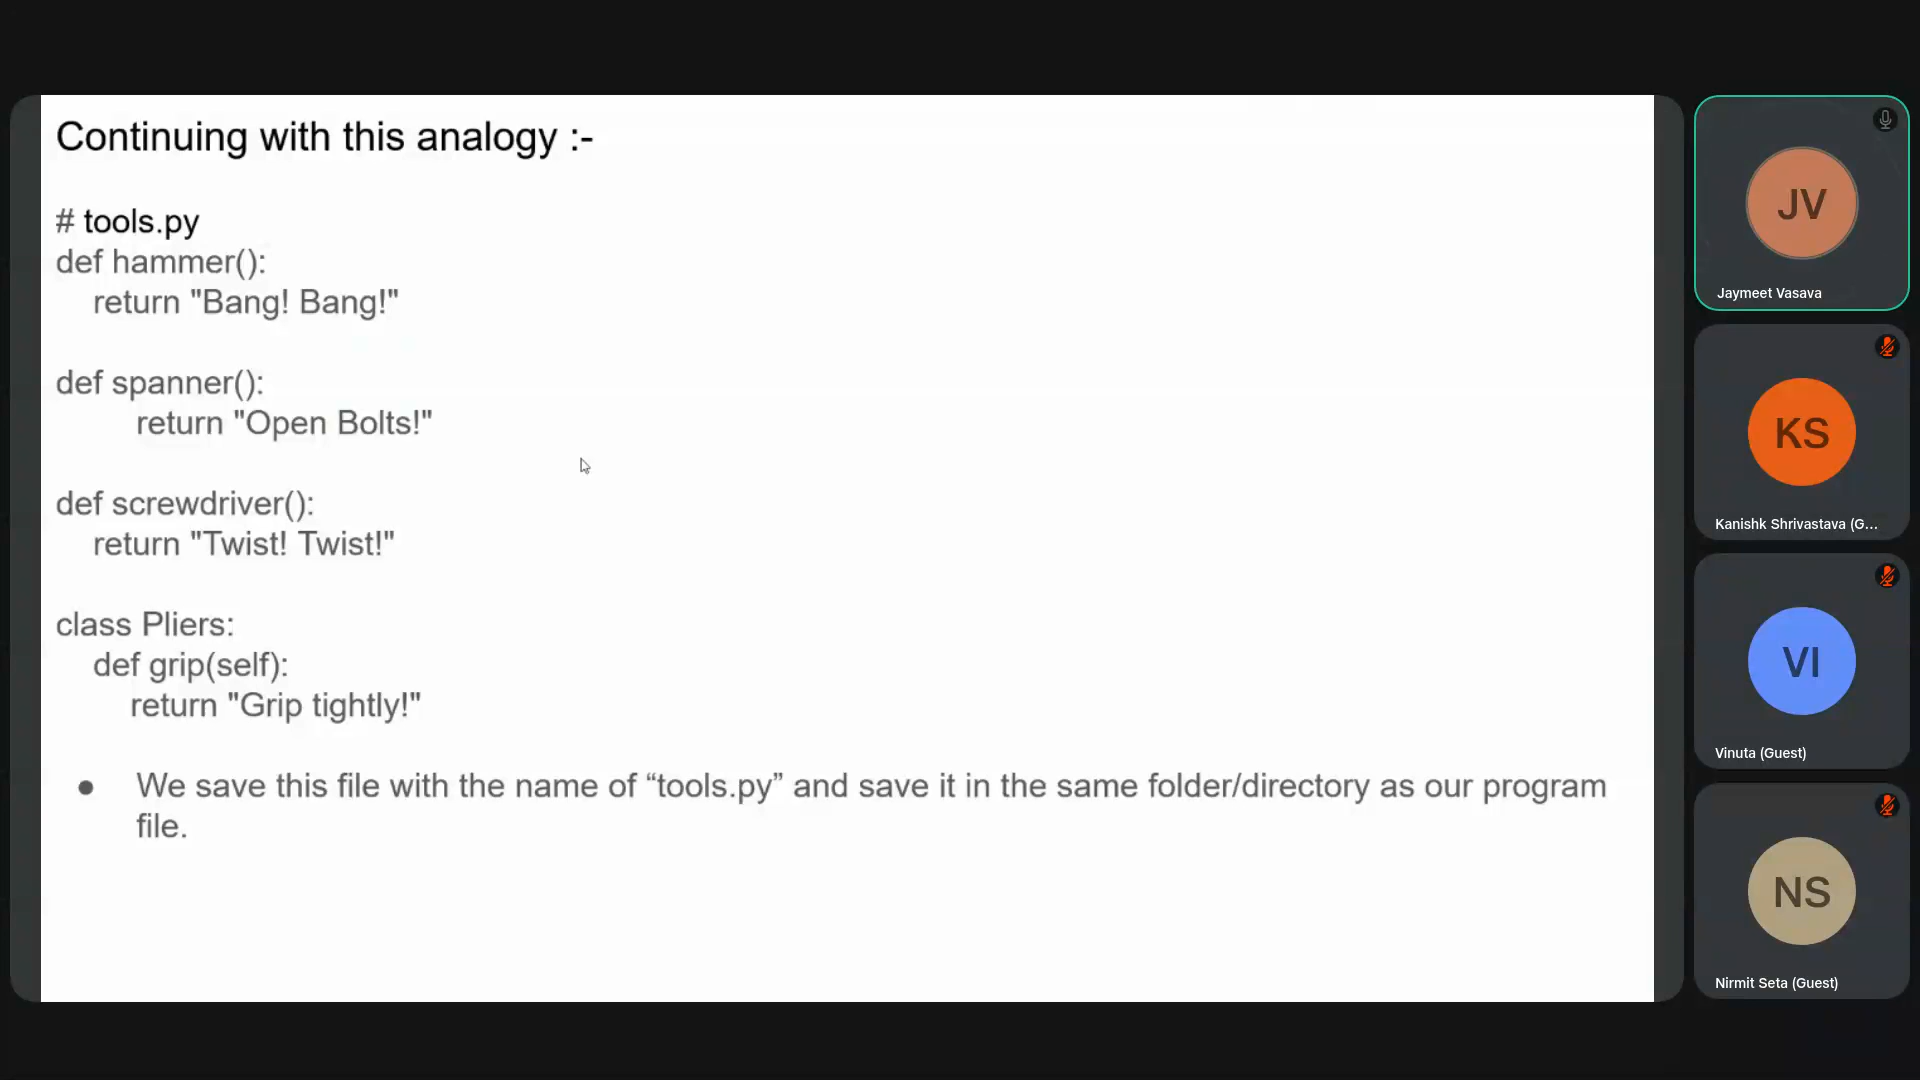 Continuing with this analogy :-
# tools.py
def hammer():
return "Bang! Bang!"
def spanner():
return "Open Bolts!"
def screwdriver():
return "Twist! Twist!"
class Pliers:
def grip(self):
return "Grip tightly!"
● We save this file with the name of “tools.py” and save it in the same folder/directory as our program
file.
JV
Jaymeet Vasava
KS
Kanishk Shrivastava (G...
VI
Vinuta (Guest)
NS
Nirmit Seta (Guest)